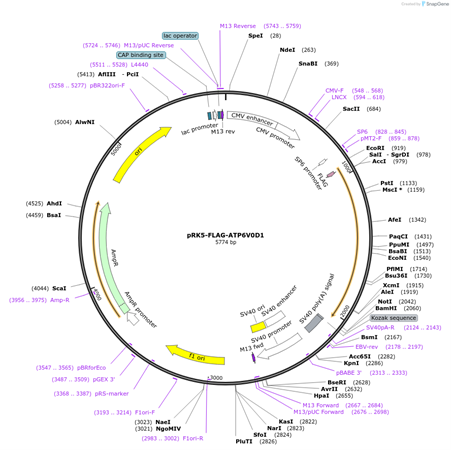 Created by SnapGene
M13 Reverse (5743 .. 5759)
lac operator
(5724 .. 5746) M13/pUC Reverse
CAP binding site
(5511 .. 5528) L4440
(5413) AflIII - PciI
(5258 .. 5277) pBR322ori-F
(5004) AlwNI
(4525) AhdI
(4459) BsaI
(4044) ScaI
(3956 .. 3975) Amp-R
(3547 .. 3565) pBRforEco
(3487 .. 3509) pGEX 3'
(3368 .. 3387) pRS-marker
(3193 .. 3214) F1ori-F
(3023) NaeI
(3021) NgoMIV
(2983 .. 3002) F1ori-R
SpeI (28)
NdeI (263)
SnaBI (369)
CMV-F (548 .. 568)
LNCX (594 .. 618)
SacII (684)
SP6 (828 .. 845)
pMT2-F (859 .. 878)
EcoRI (919)
SalI - SgrDI (978)
AccI (979)
PstI (1133)
MscI * (1159)
AfeI (1342)
PaqCI (1431)
PpuMI (1497)
BsaBI (1513)
EcoNI (1540)
PflMI (1714)
Bsu36I (1730)
XcmI (1915)
AleI (1919)
NotI (2042)
BamHI (2060)
Kozak sequence
SV40pA-R (2124 .. 2143)
BsmI (2167)
EBV-rev (2178 .. 2197)
Acc65I (2282)
KpnI (2286)
pBABE 3' (2313 .. 2333)
BseRI (2628)
AvrII (2632)
HpaI (2655)
M13 Forward (2667 .. 2684)
M13/pUC Forward (2676 .. 2698)
KasI (2822)
NarI (2823)
SfoI (2824)
PluTI (2826)
lac promoter
M13 rev
CMV enhancer
CMV promoter
SP6 promoter
FLAG
ori
AmpR
AmpR promoter
f1 ori
M13 fwd
SV40 promoter
SV40 ori
SV40 enhancer
SV40 poly(A) signal
1000
2000
3000
4000
5000
pRK5-FLAG-ATP6V0D1
5774 bp